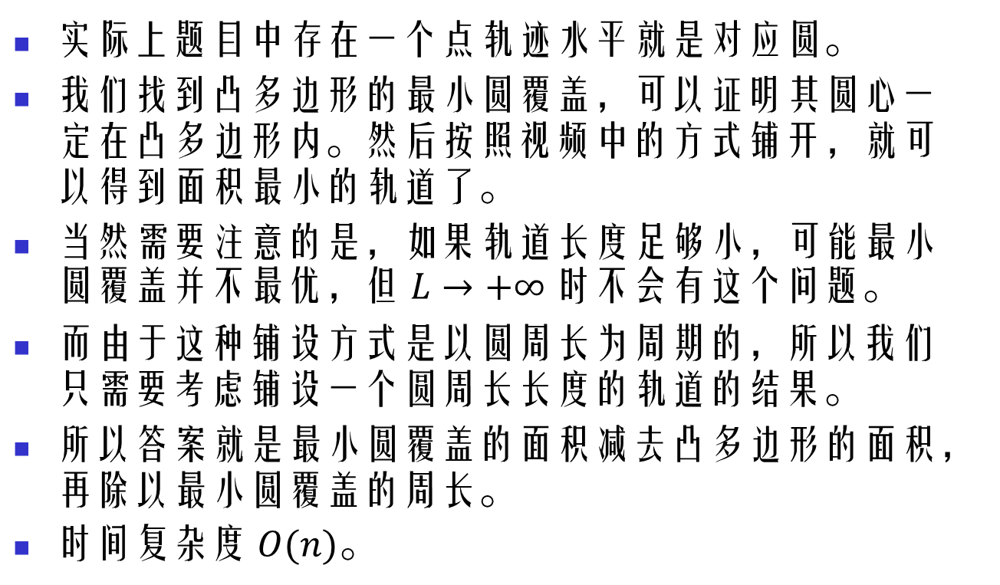 实际上题目中存在一个点轨迹水平就是对应圆。
我们找到凸多边形的最小圆覆盖，可以证明其圆心一
定在凸多边形内。然后按照视频中的方式铺开，就可
以得到面积最小的轨道了。
当然需要注意的是，如果轨道长度足够小，可能最小
圆覆盖并不最优，但 L → +∞ 时不会有这个问题。
而由于这种铺设方式是以圆周长为周期的，所以我们
只需要考虑铺设一个圆周长长度的轨道的结果。
所以答案就是最小圆覆盖的面积减去凸多边形的面积，
再除以最小圆覆盖的周长。
时间复杂度 O(n)。